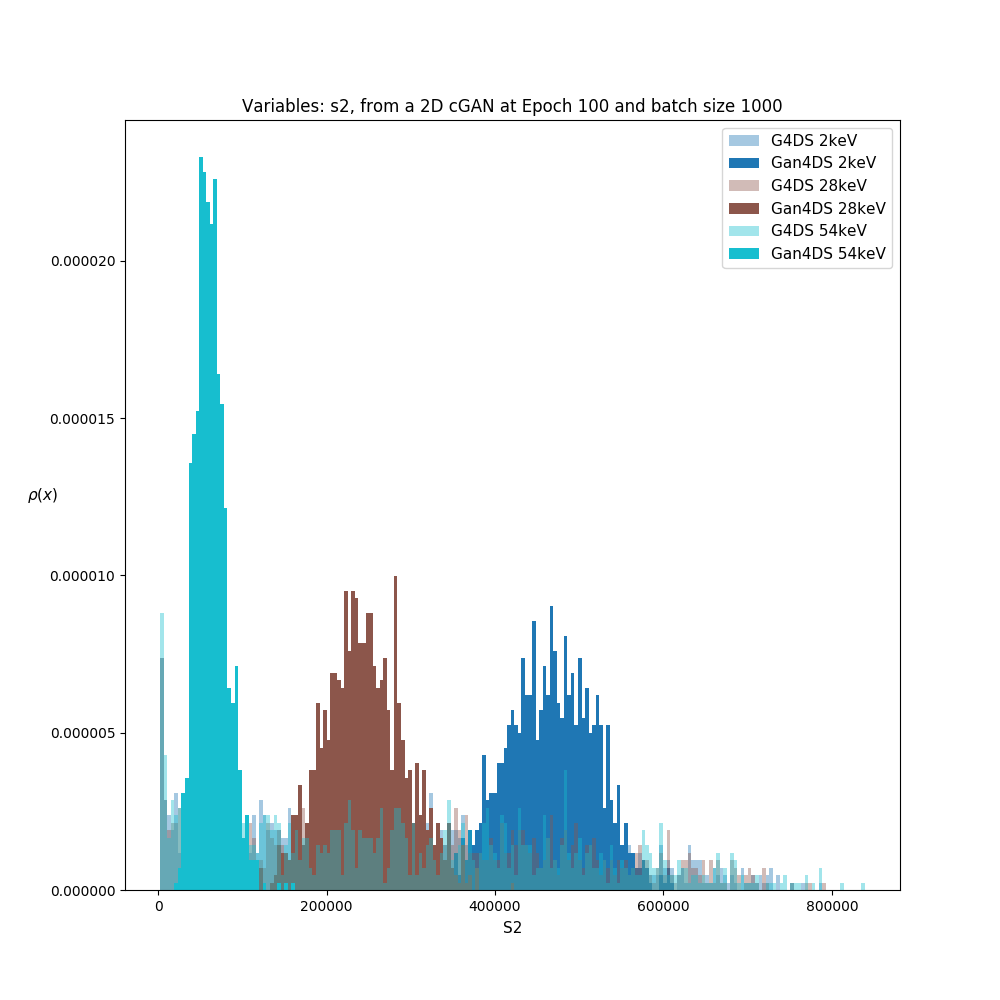 Variables: s2, from a 2D cGAN at Epoch 100 and batch size 1000
G4DS 2keV
Gan4DS 2keV
G4DS 28keV
Gan4DS 28keV
G4DS 54keV
Gan4DS 54keV
0.000020
0.000015
ρ(x)
0.000010
0.000005
0.000000
0 200000 400000 600000 800000
S2